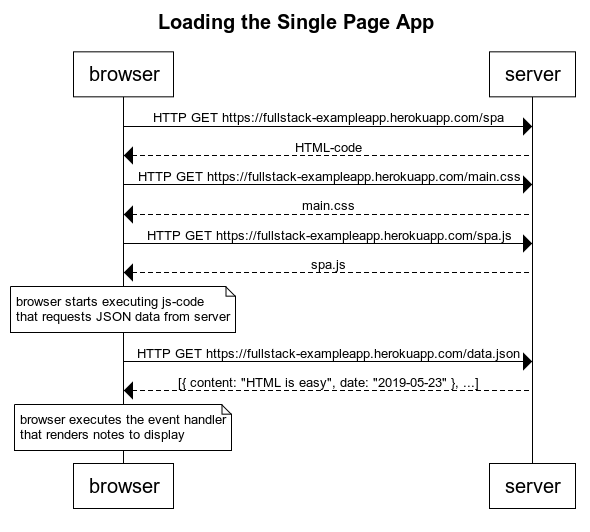 Loading the Single Page App
browser
server
HTTP GET https://fullstack-exampleapp.herokuapp.com/spa
HTML-code
HTTP GET https://fullstack-exampleapp.herokuapp.com/main.css
main.css
HTTP GET https://fullstack-exampleapp.herokuapp.com/spa.js
spa.js
browser starts executing js-code
that requests JSON data from server
HTTP GET https://fullstack-exampleapp.herokuapp.com/data.json
[{ content: "HTML is easy", date: "2019-05-23" }, ...]
browser executes the event handler
that renders notes to display
browser
server